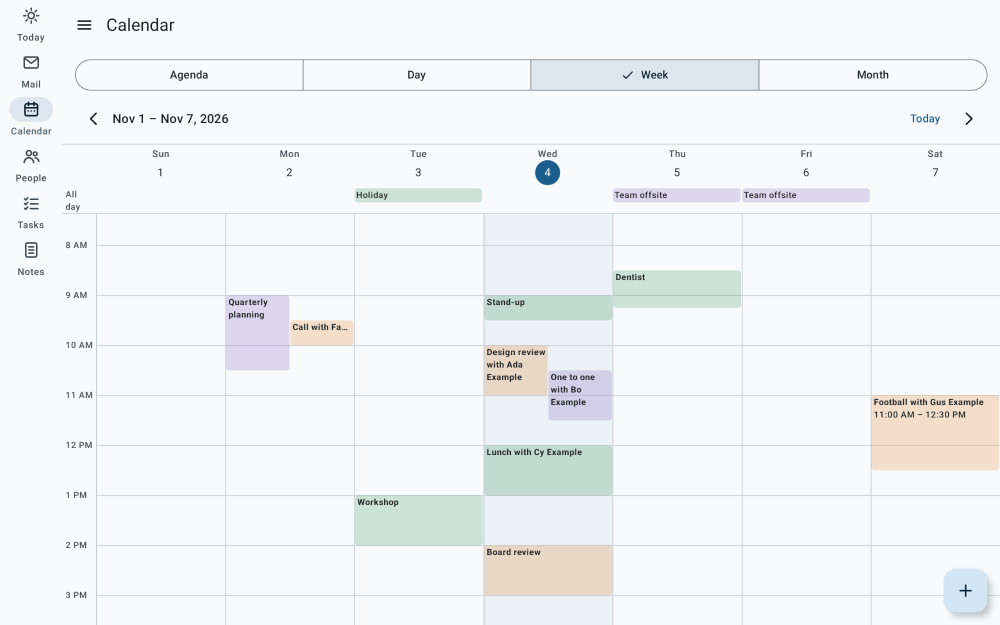 Today
Mail
Calendar
People
Tasks
Notes
Calendar
Agenda
Day
Week
Month
Nov 1 – Nov 7, 2026
Today
Sun
Mon
Tue
Wed
Thu
Fri
Sat
1
2
3
4
5
6
7
All
day
Holiday
Team offsite
Team offsite
8 AM
9 AM
10 AM
11 AM
12 PM
1 PM
2 PM
3 PM
Quarterly
planning
Call with Fa…
Workshop
Stand-up
Design review
with Ada
Example
One to one
with Bo
Example
Lunch with Cy Example
Board review
Dentist
Football with Gus Example
11:00 AM – 12:30 PM